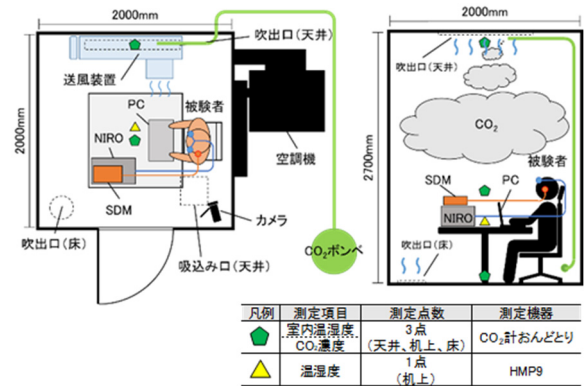 2000mm
吹出口(天井)
送風装置
2000mm
PC
被験者
NIRO
SDM
空調機
カメラ
吹出口(床)
吸込み口(天井)
CO₂ボンベ
2000mm
吹出口(天井)
2700mm
CO₂
被験者
SDM
PC
NIRO
吹出口(床)
凡例 測定項目 測定点数 測定機器
室内温湿度
CO₂濃度
3点
(天井、机上、床)
CO₂計おんどとり
温湿度
1点
(机上)
HMP9